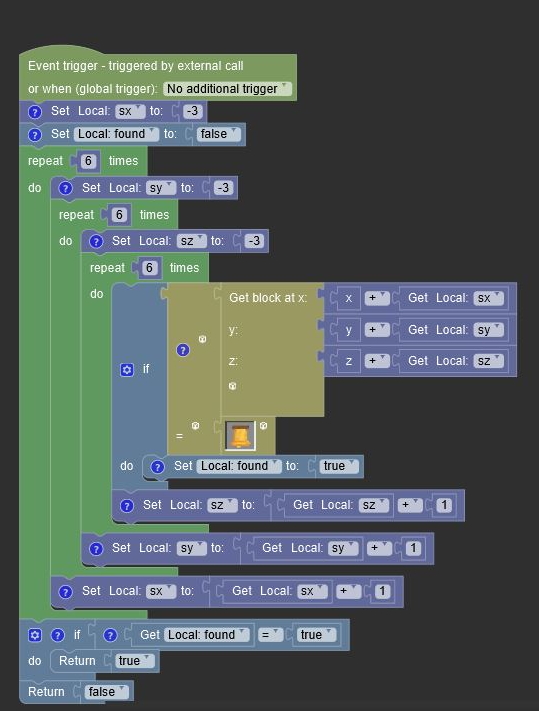 Event trigger - triggered by external call
or when (global trigger): No additional trigger
? Set Local: sx to: -3
? Set Local: found to: false
repeat 6 times
do ? Set Local: sy to: -3
repeat 6 times
do ? Set Local: sz to: -3
repeat 6 times
do Get block at x: x + Get Local: sx
y: y + Get Local: sy
? z: z + Get Local: sz
if
=
do ? Set Local: found to: true
? Set Local: sz to: Get Local: sz + 1
? Set Local: sy to: Get Local: sy + 1
? Set Local: sx to: Get Local: sx + 1
? if ? Get Local: found = true
do Return true
Return false